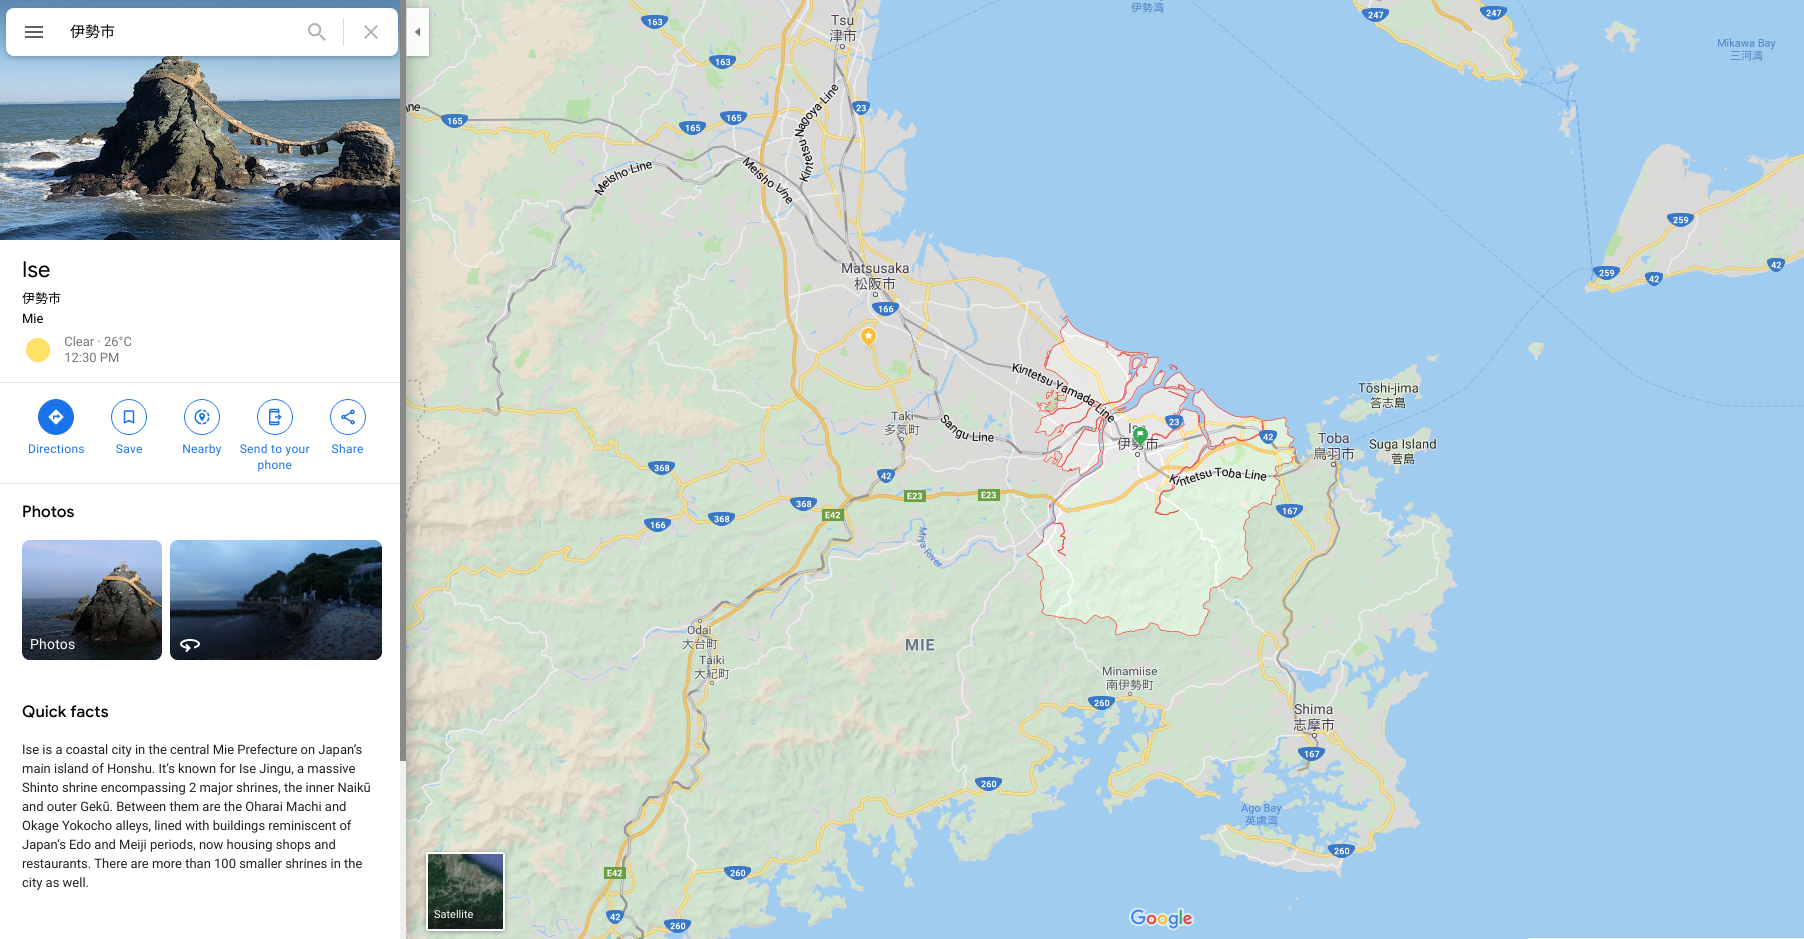 伊勢市
Ise
伊勢市
Mie
Clear · 26°C
12:30 PM
Directions
Save
Nearby
Send to your
phone
Share
Photos
Photos
Quick facts
Ise is a coastal city in the central Mie Prefecture on Japan's
main island of Honshu. It's known for Ise Jingu, a massive
Shinto shrine encompassing 2 major shrines, the inner Naikū
and outer Gekū. Between them are the Oharai Machi and
Okage Yokocho alleys, lined with buildings reminiscent of
Japan's Edo and Meiji periods, now housing shops and
restaurants. There are more than 100 smaller shrines in the
city as well.
163
Tsu
津市
伊勢湾
247
247
Mikawa Bay
三河湾
163
ne
165
165
165
23
Nagoya Line
Kintetsu
Meisho Line
Meisho Line
259
259
42
42
Matsusaka
松阪市
166
Kintetsu Yamada Line
Tōshi-jima
答志島
Taki
多気町
Sangu Line
23
Ise
伊勢市
42
Toba
鳥羽市
Suga Island
菅島
Kintetsu Toba Line
368
42
E23
E23
368
E42
166
368
167
Miya River
Odai
大台町
Taiki
大紀町
MIE
Minamiise
南伊勢町
260
Shima
志摩市
167
260
Ago Bay
英虞湾
260
E42
260
42
260
Satellite
Google